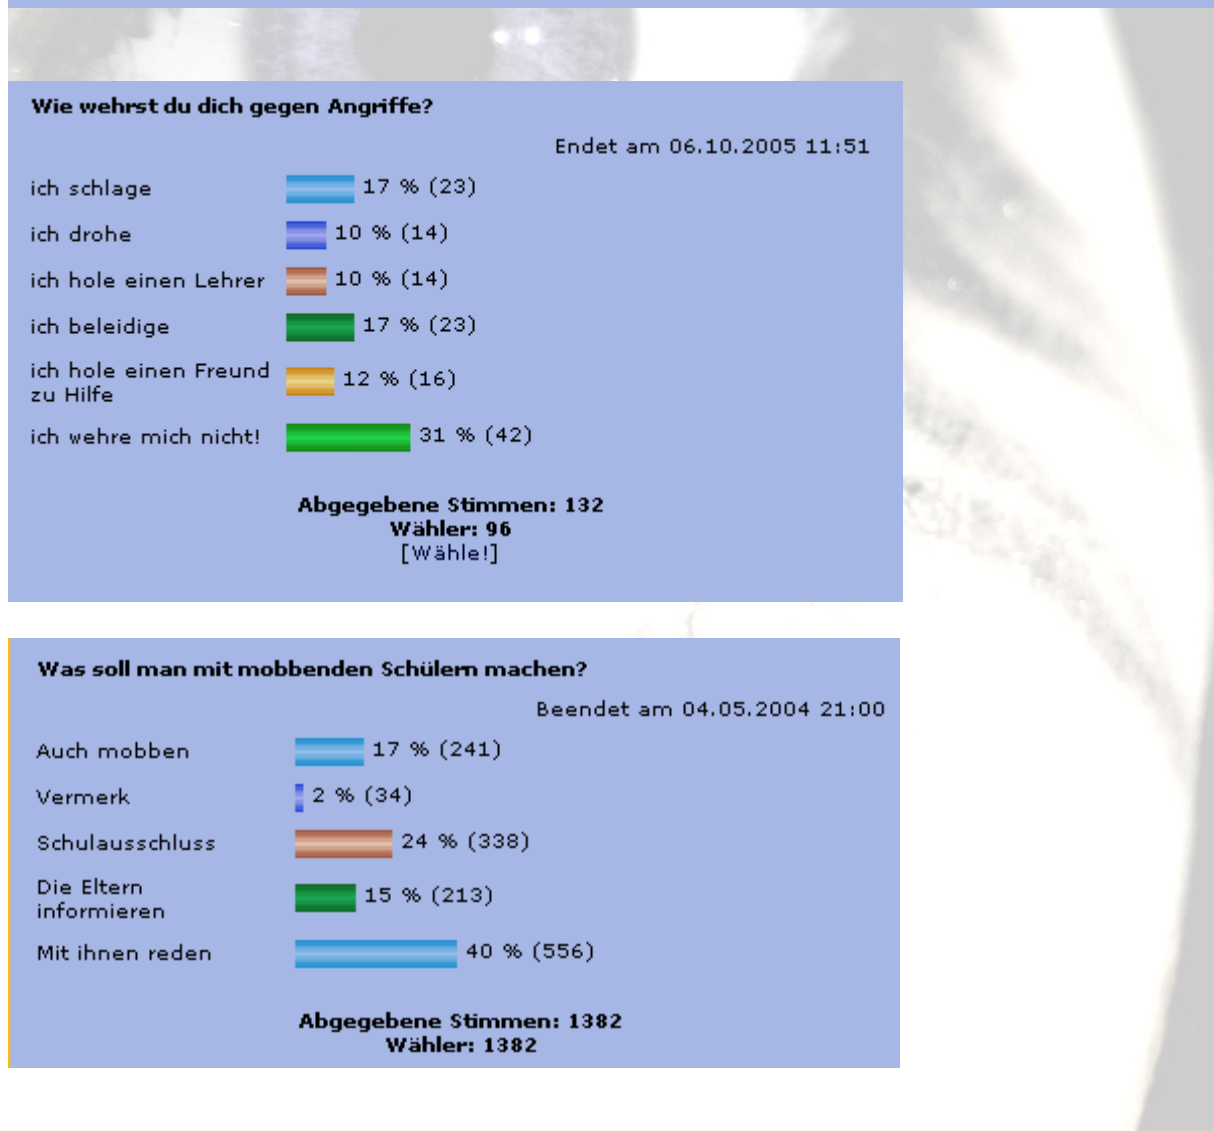 Wie wehrst du dich gegen Angriffe?
Endet am 06.10.2005 11:51
ich schlage 17 % (23)
ich drohe 10 % (14)
ich hole einen Lehrer 10 % (14)
ich beleidige 17 % (23)
ich hole einen Freund
zu Hilfe 12 % (16)
ich wehre mich nicht! 31 % (42)
Abgegebene Stimmen: 132
Wähler: 96
[Wähle!]
Was soll man mit mobbenden Schülern machen?
Beendet am 04.05.2004 21:00
Auch mobben 17 % (241)
Vermerk 2 % (34)
Schulausschluss 24 % (338)
Die Eltern
informieren 15 % (213)
Mit ihnen reden 40 % (556)
Abgegebene Stimmen: 1382
Wähler: 1382